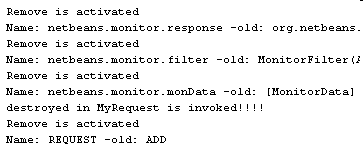 Remove is activated
Name: netbeans.monitor.response -old: org.netbeans.
Remove is activated
Name: netbeans.monitor.filter -old: MonitorFilter(
Remove is activated
Name: netbeans.monitor.monData -old: [MonitorData]
destroyed in MyRequest is invoked!!!!
Remove is activated
Name: REQUEST -old: ADD